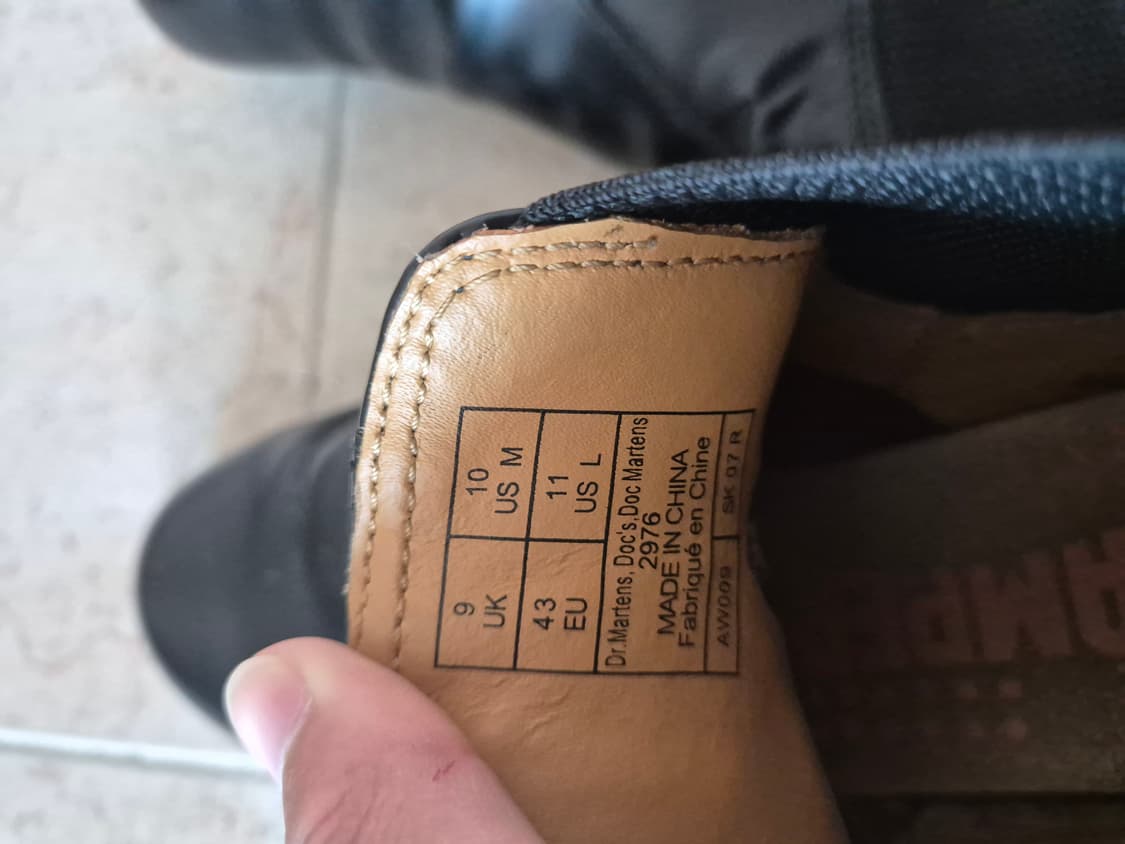 9 UK
10 US M
43 EU
11 US L
Dr.Martens, Doc's,Doc Martens
2976
MADE IN CHINA
Fabriqué en Chine
AW009
SK 07 R